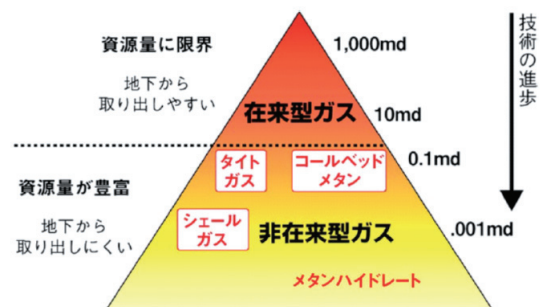 資源量に限界
地下から
取り出しやすい
1,000md
在来型ガス
10md
技術の進歩
0.1md
タイト
ガス
コールベッド
メタン
資源量が豊富
地下から
取り出しにくい
シェール
ガス
非在来型ガス
.001md
メタンハイドレート